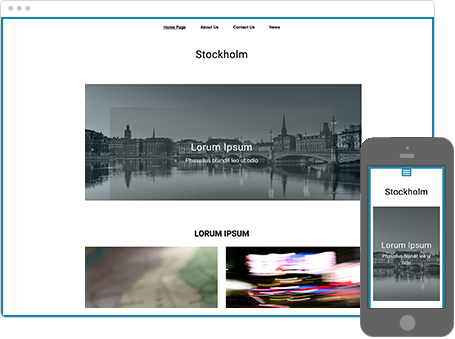 Home Page About Us Contact Us News
Stockholm
Lorum Ipsum
Phasellus blandit leo ut odio
LORUM IPSUM
Stockholm
Lorum Ipsum
Phasellus blandit leo ut
odio